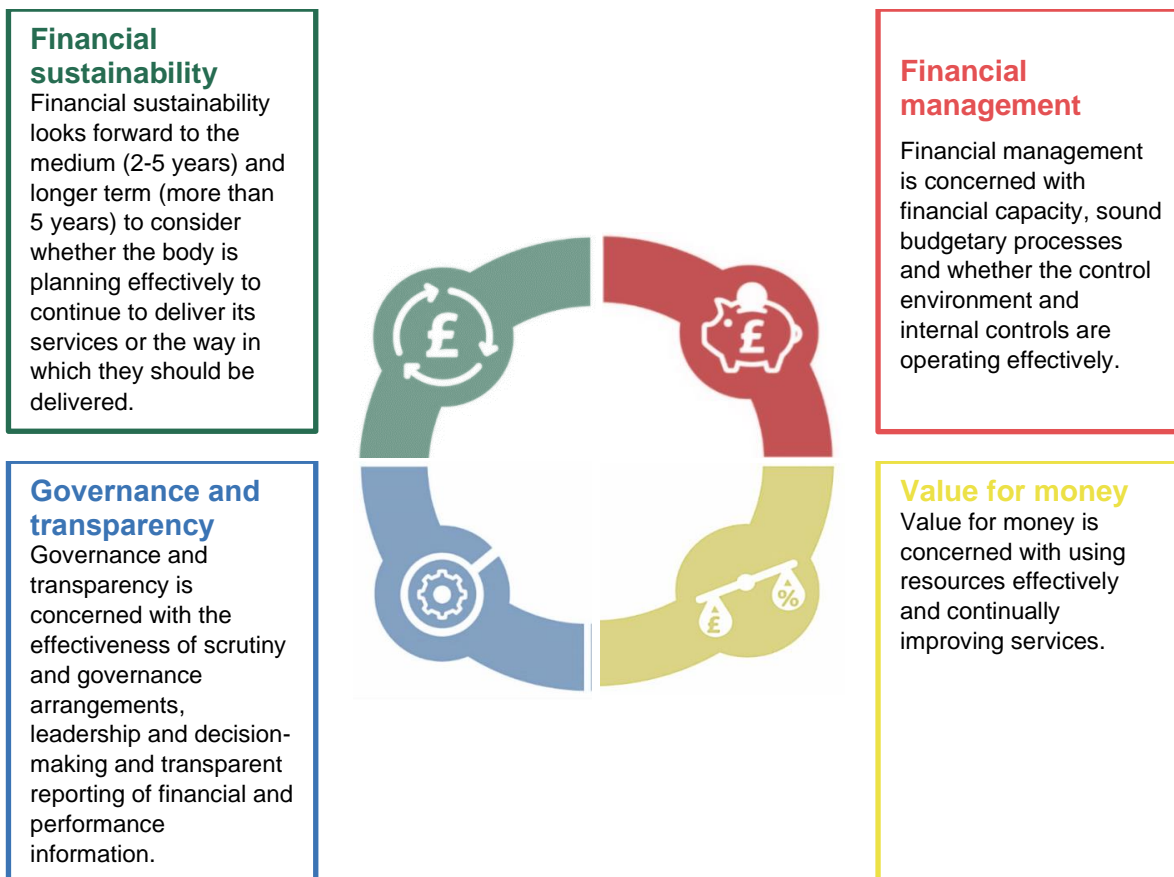 Financial
sustainability
Financial sustainability
looks forward to the
medium (2-5 years) and
longer term (more than
5 years) to consider
whether the body is
planning effectively to
continue to deliver its
services or the way in
which they should be
delivered.
Financial
management
Financial management
is concerned with
financial capacity, sound
budgetary processes
and whether the control
environment and
internal controls are
operating effectively.
£
£
Governance and
transparency
Governance and
transparency is
concerned with the
effectiveness of scrutiny
and governance
arrangements,
leadership and decision-
making and transparent
reporting of financial and
performance
information.
%
£
Value for money
Value for money is
concerned with using
resources effectively
and continually
improving services.